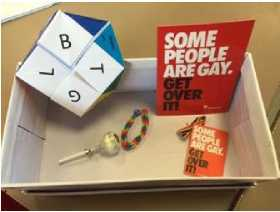 B
T
L
G
SOME
PEOPLE
ARE GAY.
GET
OVER
IT!
SOME
PEOPLE
ARE GAY.
GET
OVER
IT!